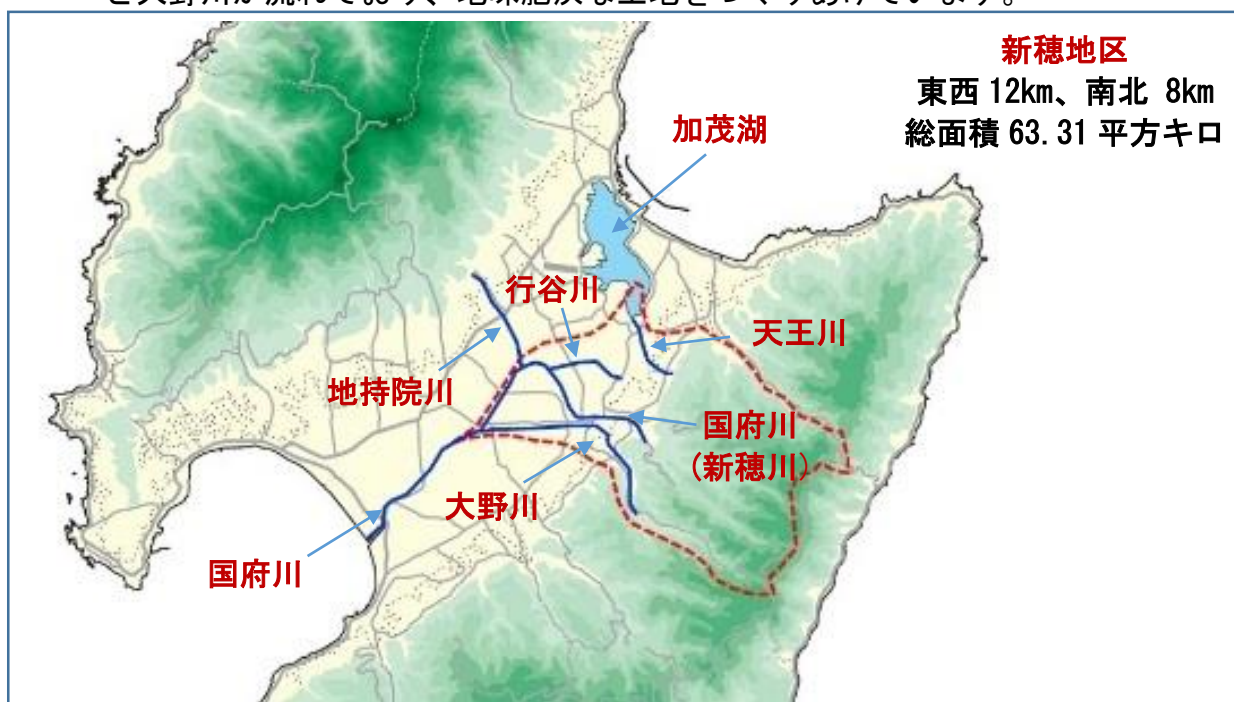 新穂地区
東西 12km、南北 8km
総面積 63.31 平方キロ
加茂湖
行谷川
天王川
地持院川
国府川
(新穂川)
大野川
国府川